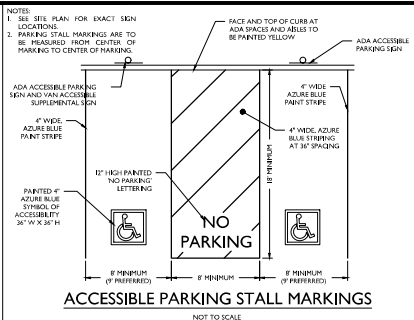 NOTES:
1. SEE SITE PLAN FOR EXACT SIGN
LOCATIONS.
2. PARKING STALL MARKINGS ARE TO
BE MEASURED FROM CENTER OF
MARKING TO CENTER OF MARKING.
FACE AND TOP OF CURB AT
ADA SPACES AND AISLES TO
BE PAINTED YELLOW
ADA ACCESSIBLE
PARKING SIGN
ADA ACCESSIBLE PARKING
SIGN AND VAN ACCESSIBLE
SUPPLEMENTAL SIGN
4" WIDE,
AZURE BLUE
PAINT STRIPE
4" WIDE
AZURE BLUE
PAINT STRIPE
4" WIDE, AZURE
BLUE STRIPING
AT 36" SPACING
18' MINIMUM
12" HIGH PAINTED
'NO PARKING'
LETTERING
PAINTED 4"
AZURE BLUE
SYMBOL OF
ACCESSIBILITY
36" W X 36" H
NO
PARKING
8' MINIMUM
(9' PREFERRED)
8' MINIMUM
8' MINIMUM
(9' PREFERRED)
ACCESSIBLE PARKING STALL MARKINGS
NOT TO SCALE